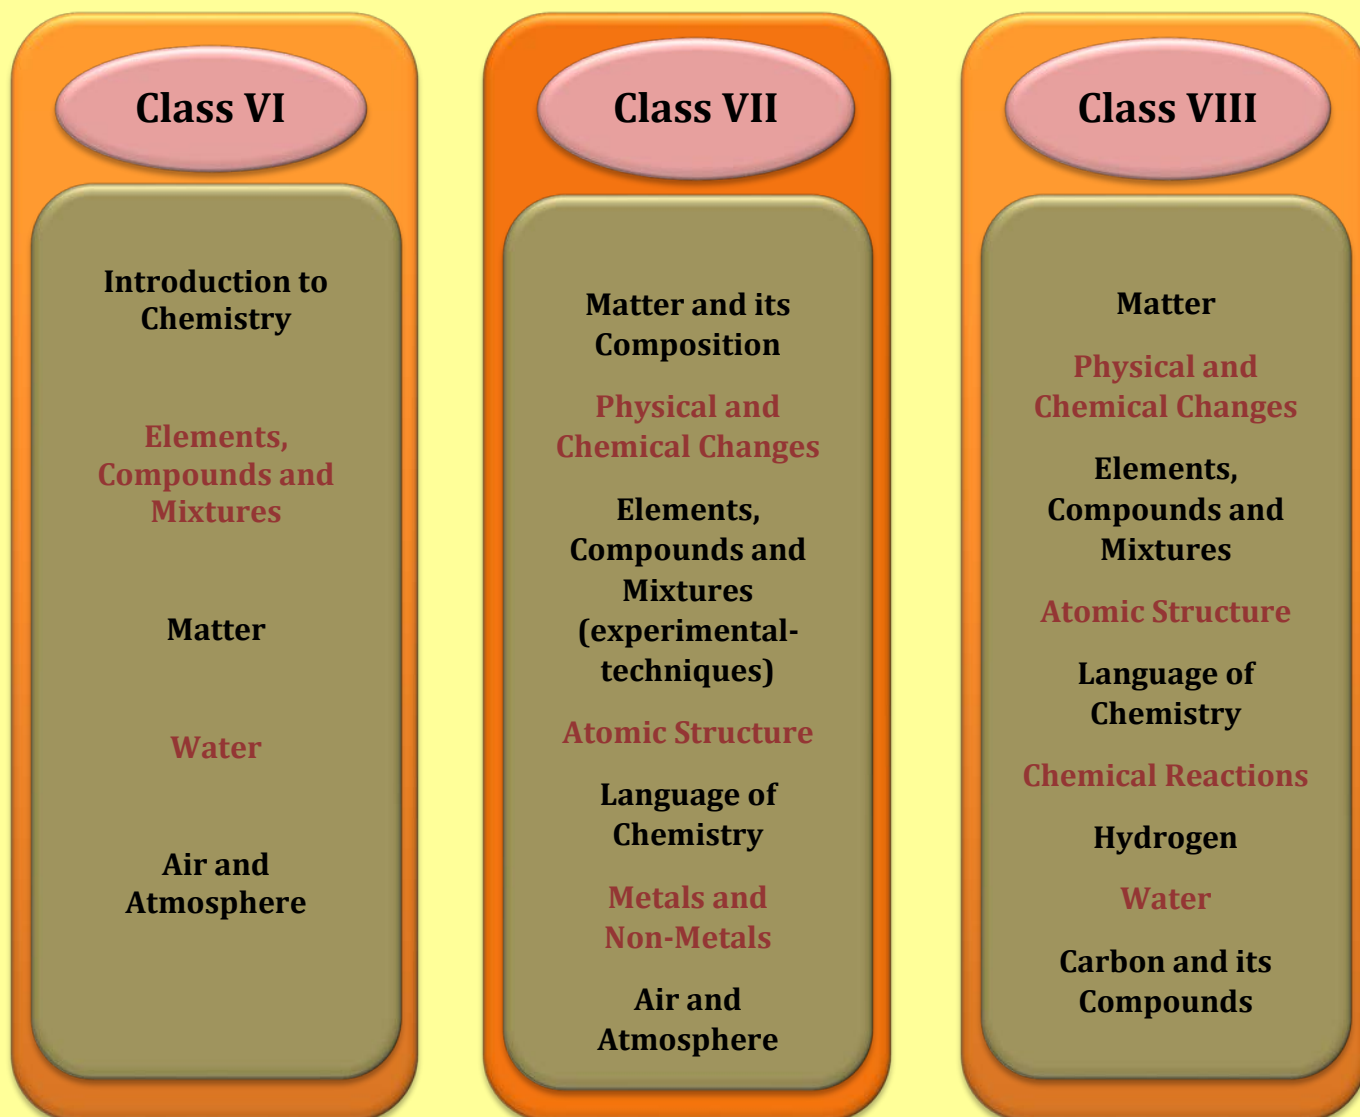 Class VI
Introduction to
Chemistry
Elements,
Compounds and
Mixtures
Matter
Water
Air and
Atmosphere
Class VII
Matter and its
Composition
Physical and
Chemical Changes
Elements,
Compounds and
Mixtures
(experimental-
techniques)
Atomic Structure
Language of
Chemistry
Metals and
Non-Metals
Air and
Atmosphere
Class VIII
Matter
Physical and
Chemical Changes
Elements,
Compounds and
Mixtures
Atomic Structure
Language of
Chemistry
Chemical Reactions
Hydrogen
Water
Carbon and its
Compounds